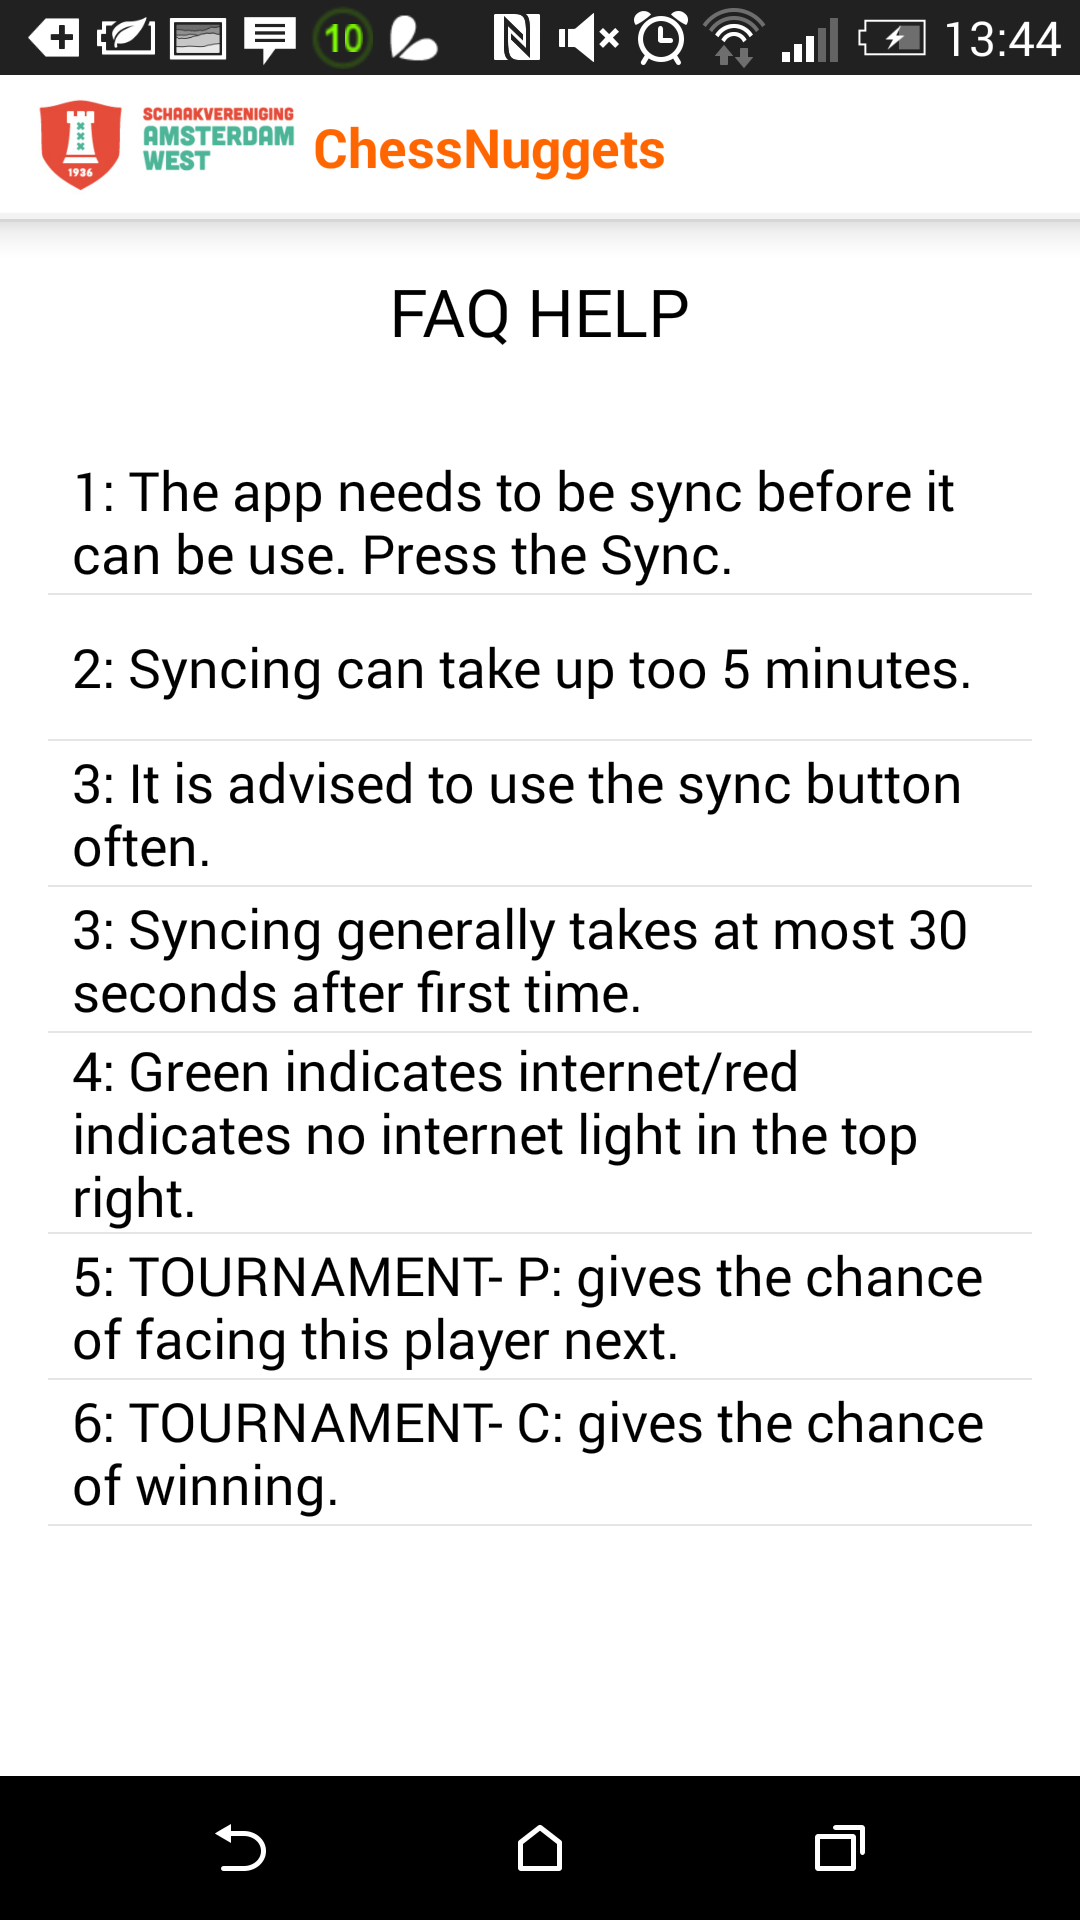 10
13:44
SCHAAKVERENIGING
AMSTERDAM
WEST
1936
ChessNuggets
FAQ HELP
1: The app needs to be sync before it
can be use. Press the Sync.
2: Syncing can take up too 5 minutes.
3: It is advised to use the sync button
often.
3: Syncing generally takes at most 30
seconds after first time.
4: Green indicates internet/red
indicates no internet light in the top
right.
5: TOURNAMENT- P: gives the chance
of facing this player next.
6: TOURNAMENT- C: gives the chance
of winning.